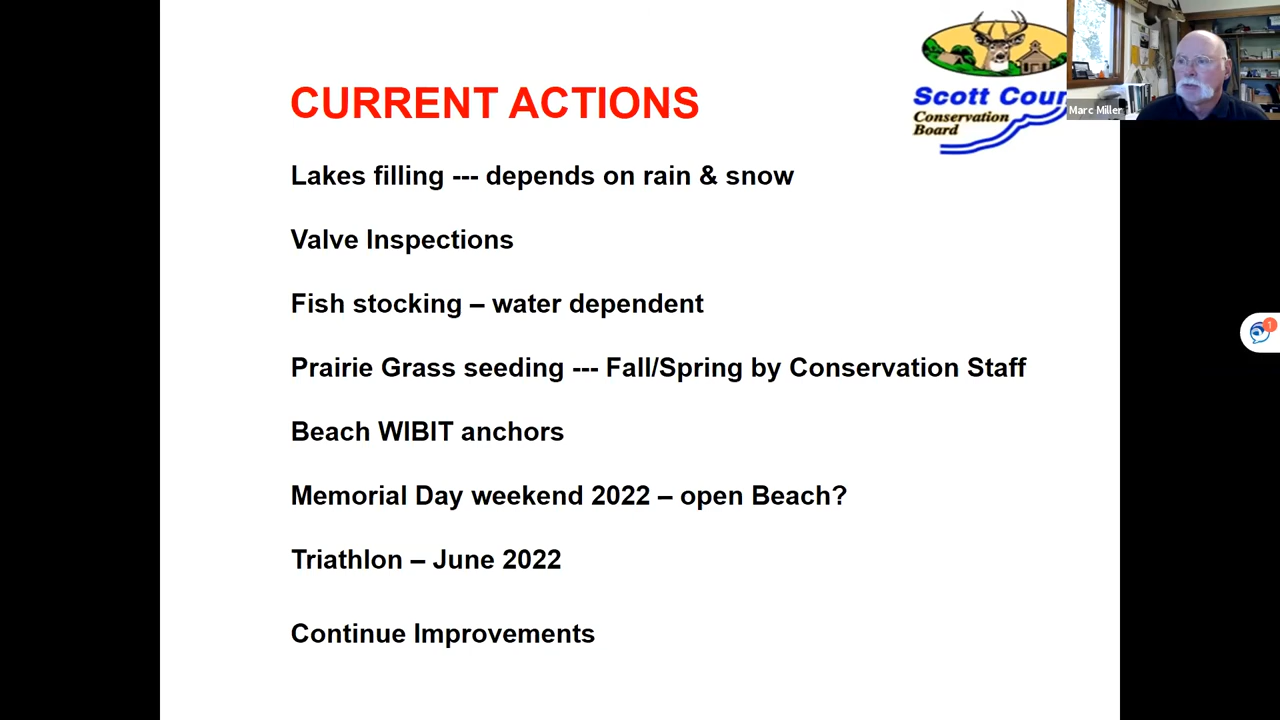 Scott Coun
Conservation
Board
Marc Miller
CURRENT ACTIONS
Lakes filling --- depends on rain & snow
Valve Inspections
Fish stocking – water dependent
1
Prairie Grass seeding --- Fall/Spring by Conservation Staff
Beach WIBIT anchors
Memorial Day weekend 2022 – open Beach?
Triathlon – June 2022
Continue Improvements